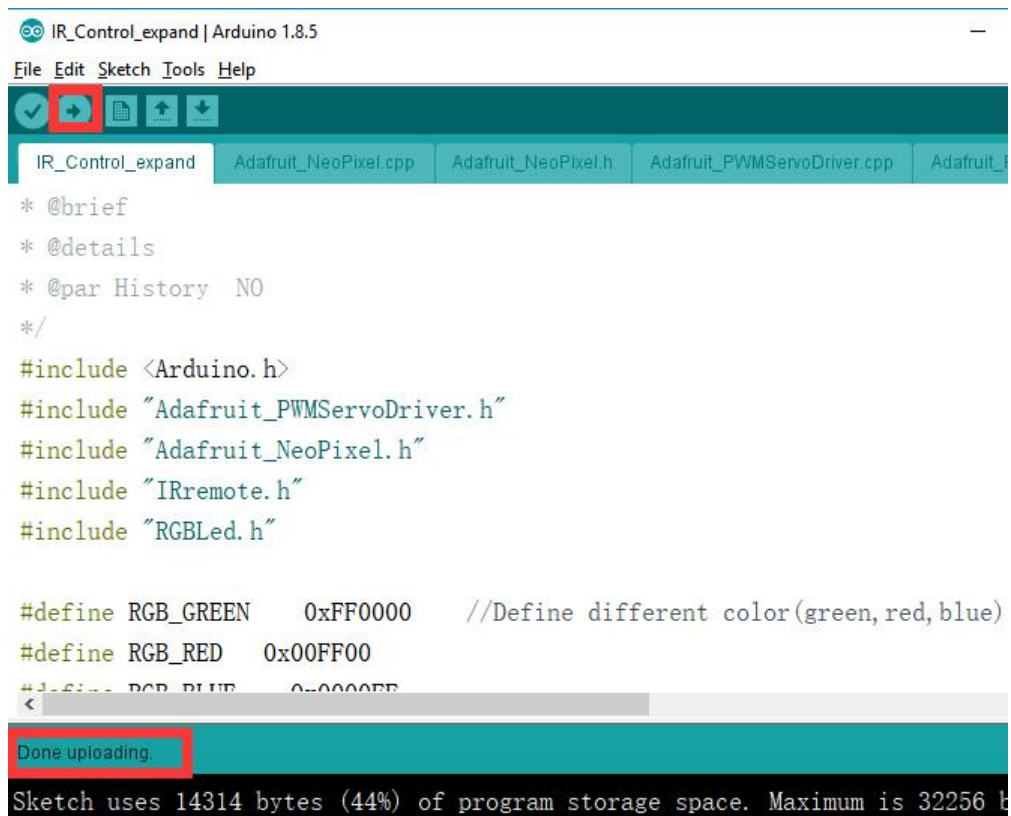 IR_Control_expand | Arduino 1.8.5
File Edit Sketch Tools Help
IR_Control_expand Adafruit_NeoPixel.cpp Adafruit_NeoPixel.h Adafruit_PWMServoDriver.cpp
* @brief
* @details
* @par History NO
*/
#include <Arduino.h>
#include "Adafruit_PWMServoDriver.h"
#include "Adafruit_NeoPixel.h"
#include "IRremote.h"
#include "RGBLed.h"
#define RGB_GREEN 0xFF0000 //Define different color(green,red,blue)
#define RGB_RED 0x00FF00
#define RGB_BLUE 0x0000FF
Done uploading.
Sketch uses 14314 bytes (44%) of program storage space. Maximum is 32256